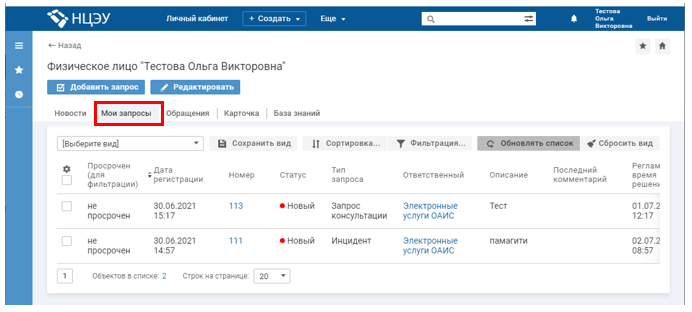 НЦЭУ
Личный кабинет
+ Создать
Еще
Тестова
Ольга
Викторовна
Выйти
← Назад
Физическое лицо "Тестова Ольга Викторовна"
Добавить запрос
Редактировать
Новости
Мои запросы
Обращения
Карточка
База знаний
[Выберите вид]
Сохранить вид
Сортировка...
Фильтрация...
Обновлять список
Сбросить вид
Просрочен
(для
фильтрации)
Дата
регистрации
Номер
Статус
Тип
запроса
Ответственный
Описание
Последний
комментарий
Реглам
время
решени
не
просрочен
30.06.2021
15:17
113
Новый
Запрос
консультации
Электронные
услуги ОАИС
Тест
01.07.2
12:17
не
просрочен
30.06.2021
14:57
111
Новый
Инцидент
Электронные
услуги ОАИС
памагити
02.07.2
08:57
1
Объектов в списке: 2
Строк на странице:
20